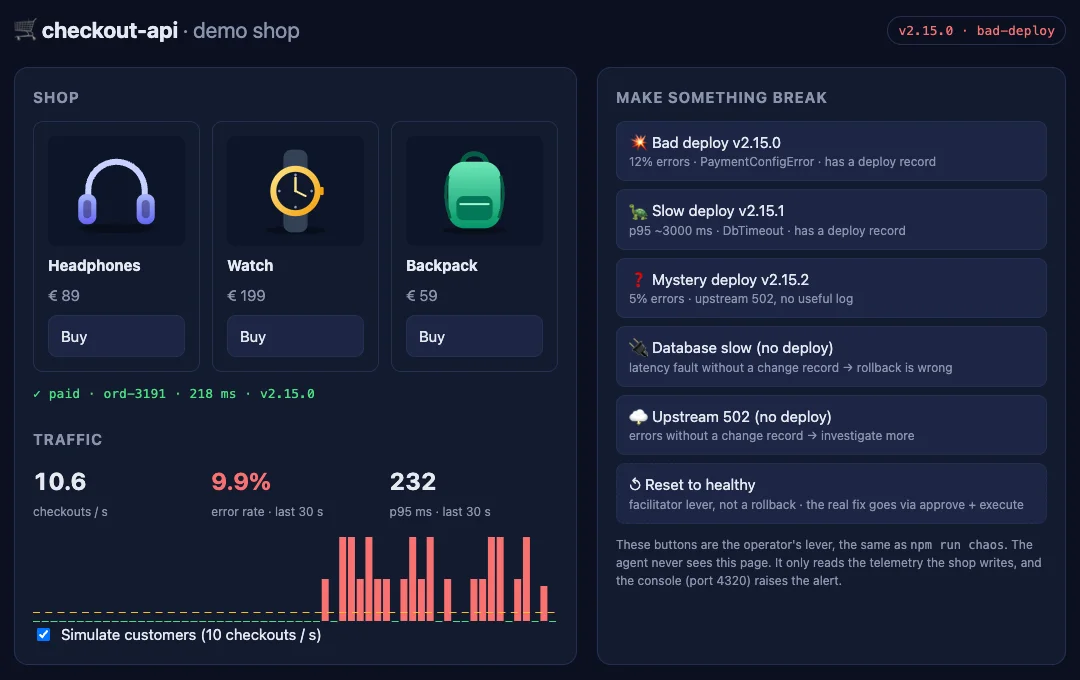 checkout-api · demo shop
v2.15.0 · bad-deploy
SHOP
Headphones
€ 89
Buy
Watch
€ 199
Buy
Backpack
€ 59
Buy
✓ paid · ord-3191 · 218 ms · v2.15.0
TRAFFIC
10.6
checkouts / s
9.9%
error rate · last 30 s
232
p95 ms · last 30 s
Simulate customers (10 checkouts / s)
MAKE SOMETHING BREAK
💥 Bad deploy v2.15.0
12% errors · PaymentConfigError · has a deploy record
🐢 Slow deploy v2.15.1
p95 ~3000 ms · DbTimeout · has a deploy record
❓ Mystery deploy v2.15.2
5% errors · upstream 502, no useful log
🔌 Database slow (no deploy)
latency fault without a change record → rollback is wrong
🌩 Upstream 502 (no deploy)
errors without a change record → investigate more
↺ Reset to healthy
facilitator lever, not a rollback · the real fix goes via approve + execute
These buttons are the operator's lever, the same as npm run chaos. The
agent never sees this page. It only reads the telemetry the shop writes, and
the console (port 4320) raises the alert.